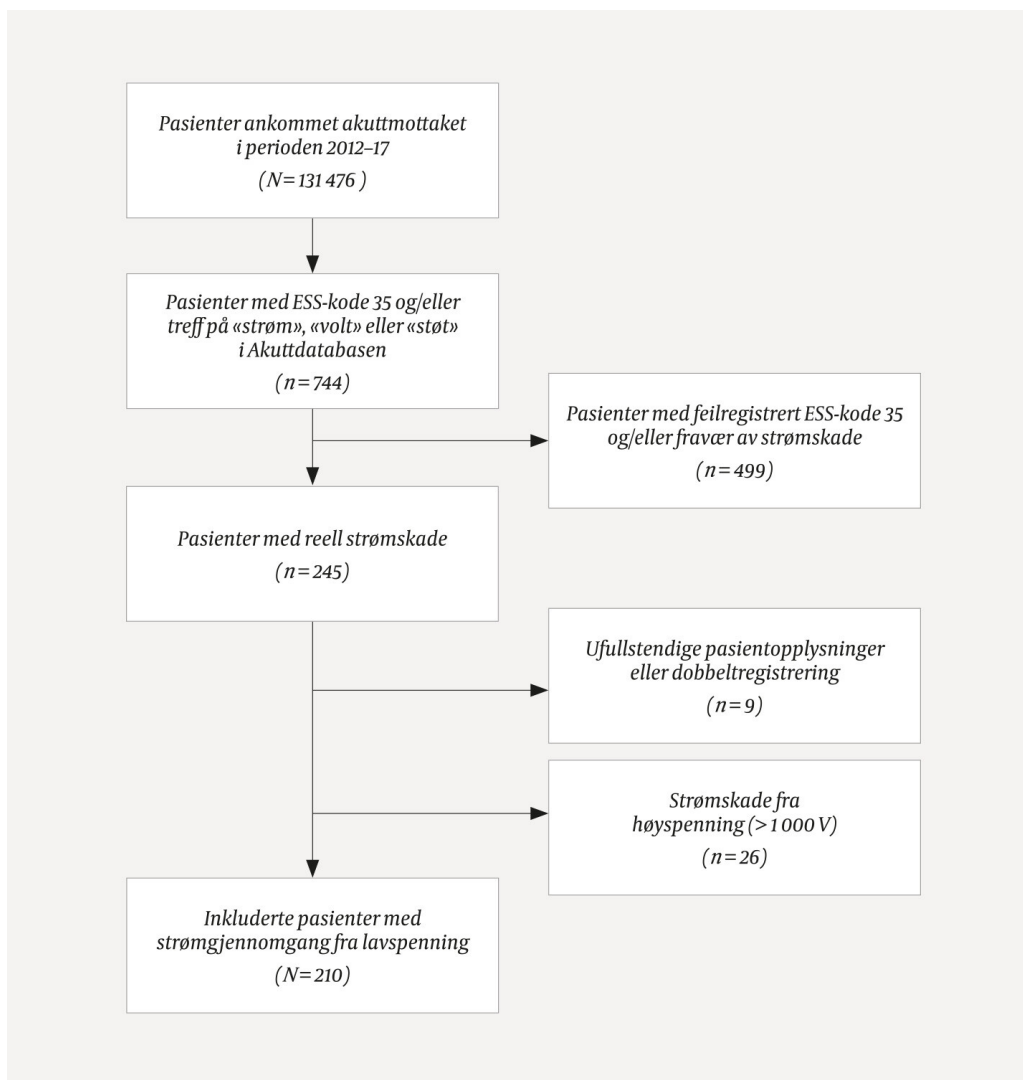 Pasienter ankommet akuttmottaket
i perioden 2012–17
(N=131 476 )
Pasienter med ESS-kode 35 og/eller
treff på «strøm», «volt» eller «støt»
i Akuttdatabasen
(n=744)
Pasienter med feilregistrert ESS-kode 35
og/eller fravær av strømskade
(n=499)
Pasienter med reell strømskade
(n=245)
Ufullstendige pasientopplysninger
eller dobbeltregistrering
(n=9)
Strømskade fra
høyspenning (>1 000 V)
(n=26)
Inkluderte pasienter med
strømgjennomgang fra lavspenning
(N=210)